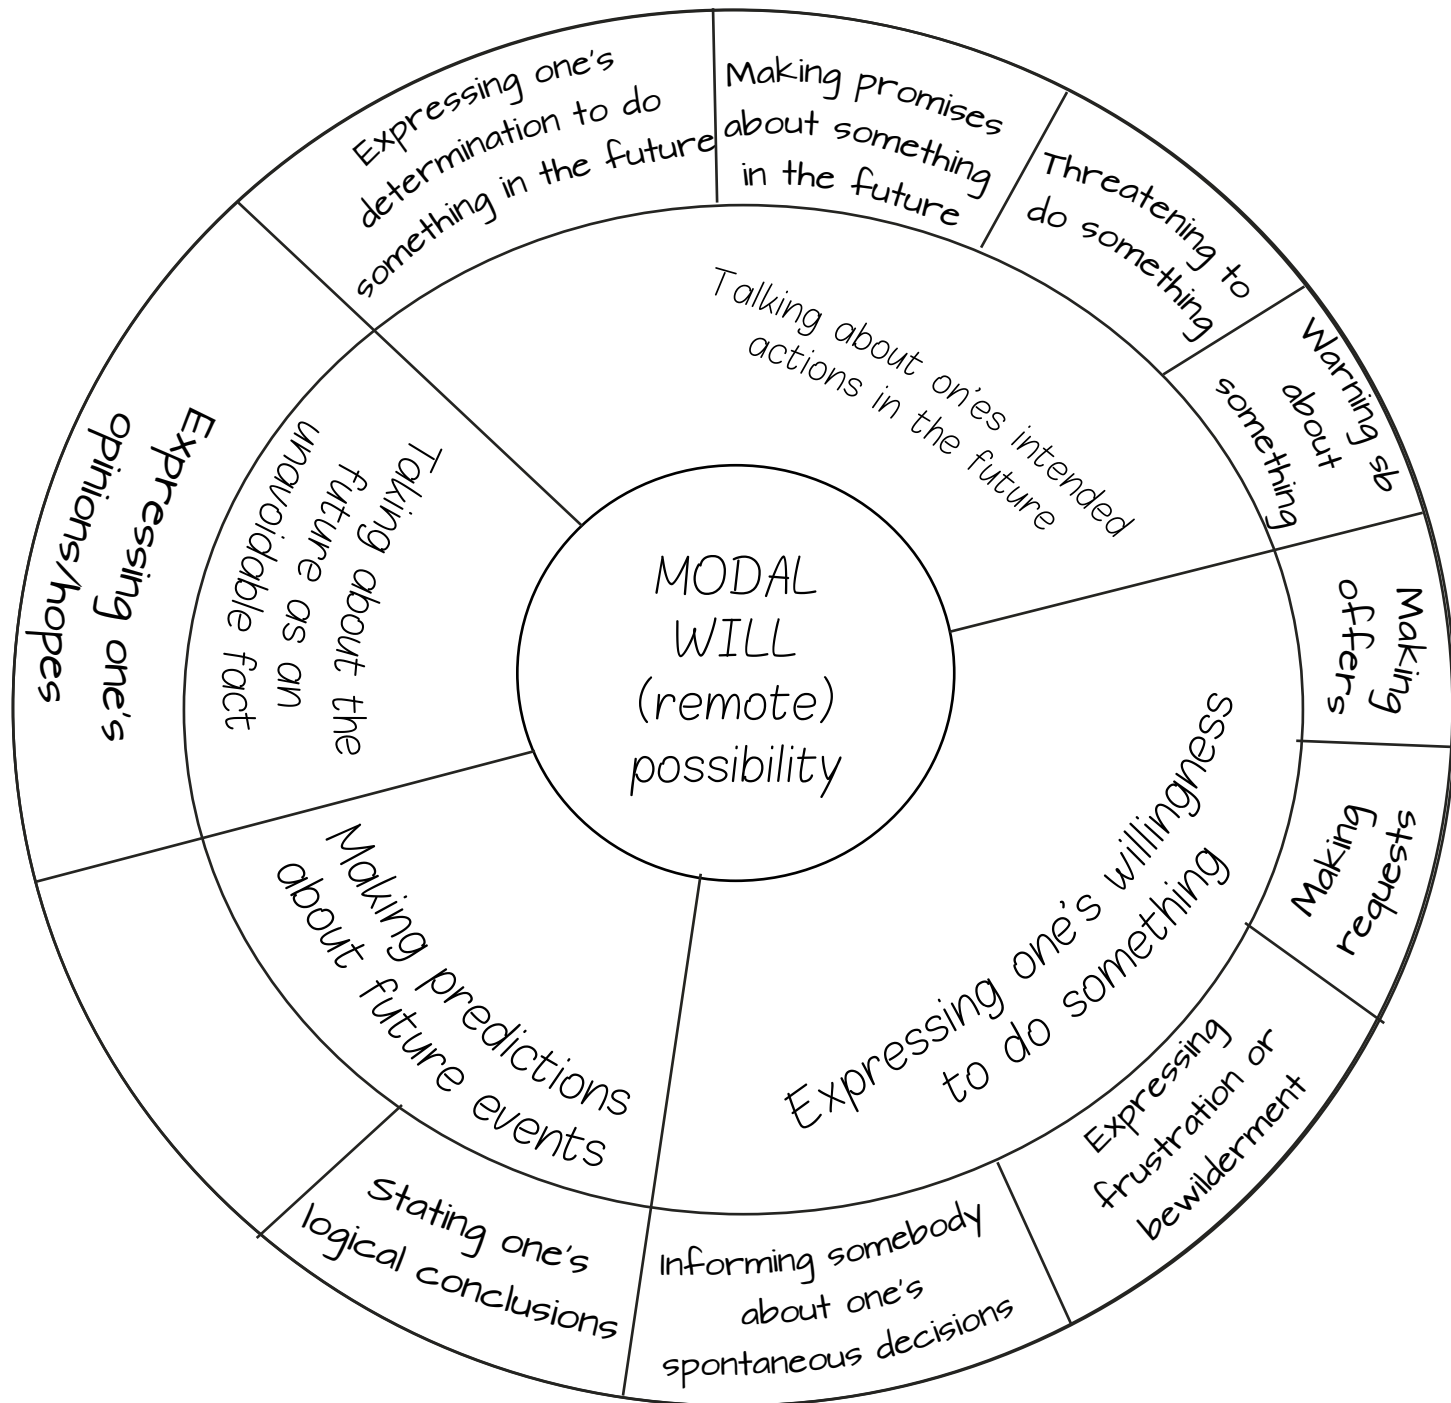 MODAL
WILL
(remote)
possibility
Talking about on'es intended
actions in the future
Expressing one's willingness
to do something
Making predictions
about future events
Taking about the
future as an
unavoidable fact
Expressing one's
determination to do
something in the future
Making promises
about something
in the future
Threatening to
do something
Warning sb
about
something
Making
offers
Making
requests
Expressing
frustration or
bewilderment
Informing somebody
about one's
spontaneous decisions
Stating one's
logical conclusions
Expressing one's
opinions/hopes